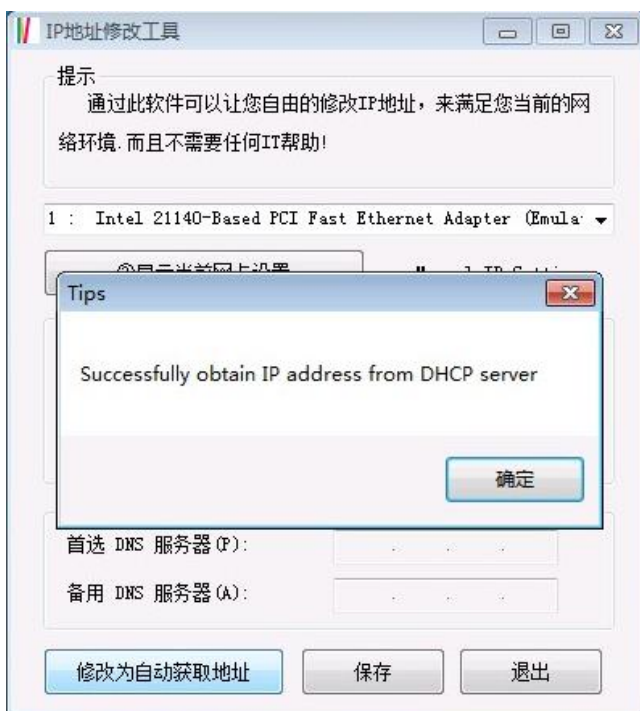 IP地址修改工具
提示
通过此软件可以让您自由的修改IP地址，来满足您当前的网
络环境.而且不需要任何IT帮助!
1 : Intel 21140-Based PCI Fast Ethernet Adapter (Emula
Tips
Successfully obtain IP address from DHCP server
确定
首选 DNS 服务器(P):
备用 DNS 服务器(A):
修改为自动获取地址
保存
退出